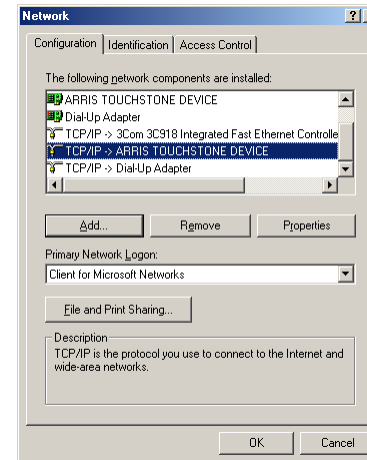 Network
Configuration Identification Access Control
The following network components are installed:
ARRIS TOUCHSTONE DEVICE
Dial-Up Adapter
TCP/IP -> 3Com 3C918 Integrated Fast Ethernet Controlle
TCP/IP -> ARRIS TOUCHSTONE DEVICE
TCP/IP -> Dial-Up Adapter
Add... Remove Properties
Primary Network Logon:
Client for Microsoft Networks
File and Print Sharing...
Description
TCP/IP is the protocol you use to connect to the Internet and
wide-area networks.
OK Cancel